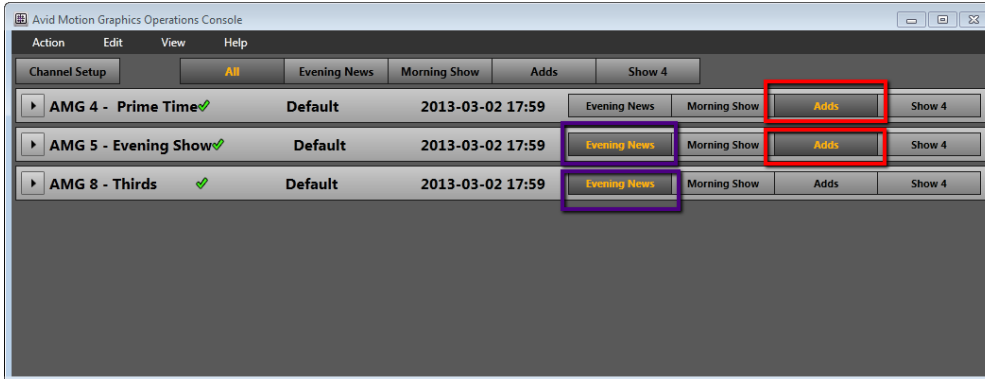 Avid Motion Graphics Operations Console
Action Edit View Help
Channel Setup All Evening News Morning Show Adds Show 4
AMG 4 - Prime Time Default 2013-03-02 17:59 Evening News Morning Show Adds Show 4
AMG 5 - Evening Show Default 2013-03-02 17:59 Evening News Morning Show Adds Show 4
AMG 8 - Thirds Default 2013-03-02 17:59 Evening News Morning Show Adds Show 4